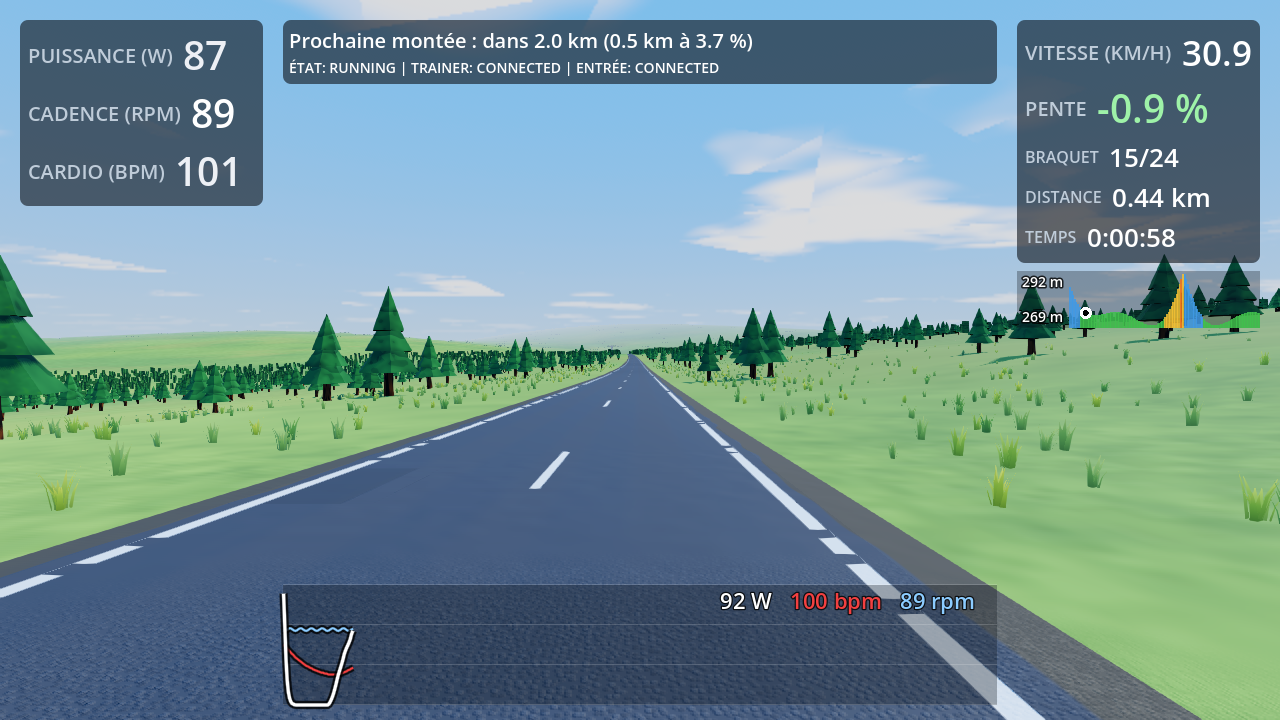 PUISSANCE (W) 87
CADENCE (RPM) 89
CARDIO (BPM) 101
Prochaine montée : dans 2.0 km (0.5 km à 3.7 %)
ÉTAT: RUNNING | TRAINER: CONNECTED | ENTRÉE: CONNECTED
VITESSE (KM/H) 30.9
PENTE -0.9 %
BRAQUET 15/24
DISTANCE 0.44 km
TEMPS 0:00:58
292 m
269 m
92 W 100 bpm 89 rpm